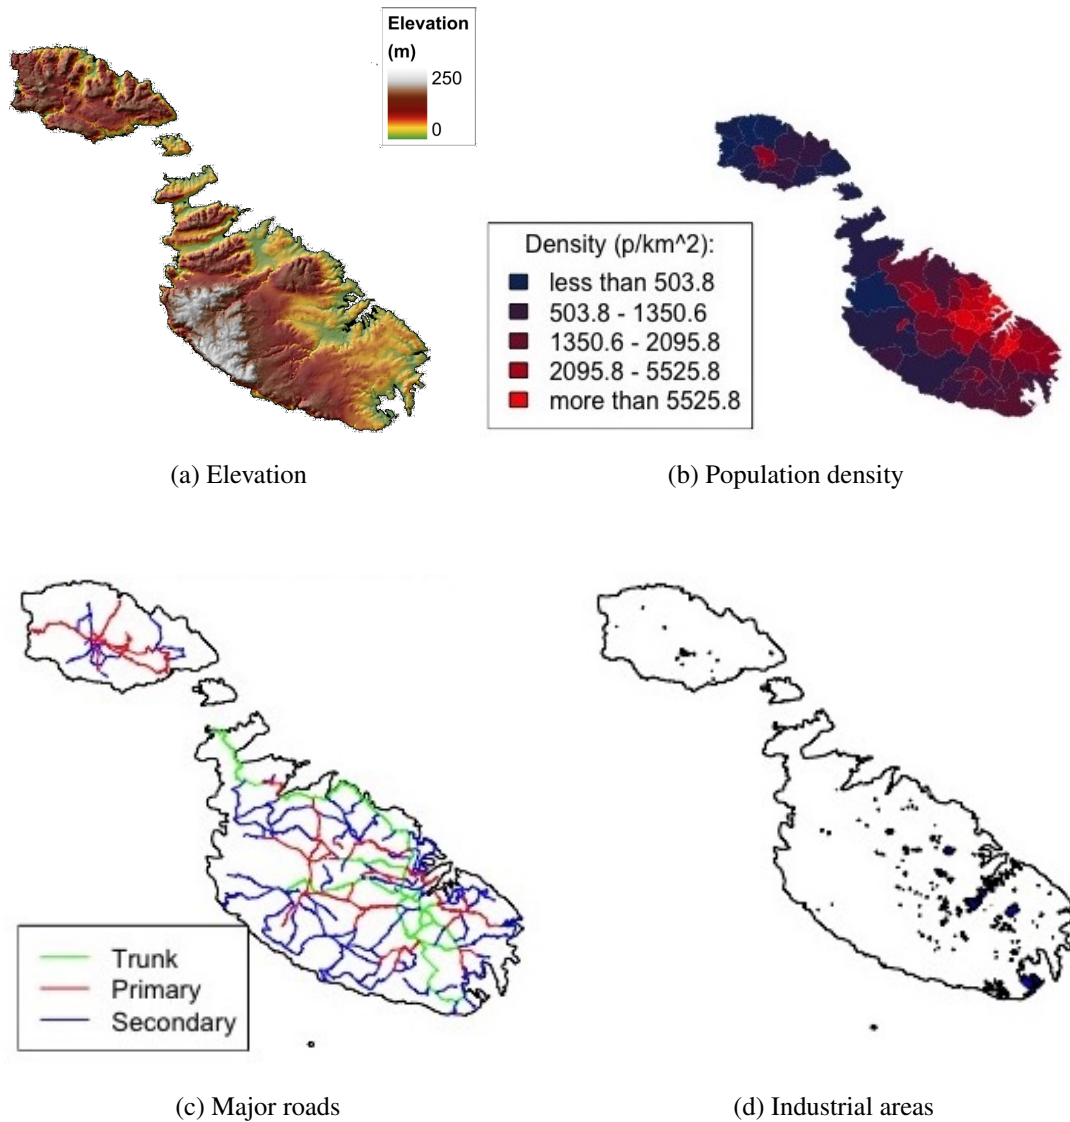 Elevation
(m)
250
0
(a) Elevation
Density (p/km^2):
less than 503.8
503.8 - 1350.6
1350.6 - 2095.8
2095.8 - 5525.8
more than 5525.8
(b) Population density
Trunk
Primary
Secondary
(c) Major roads
(d) Industrial areas